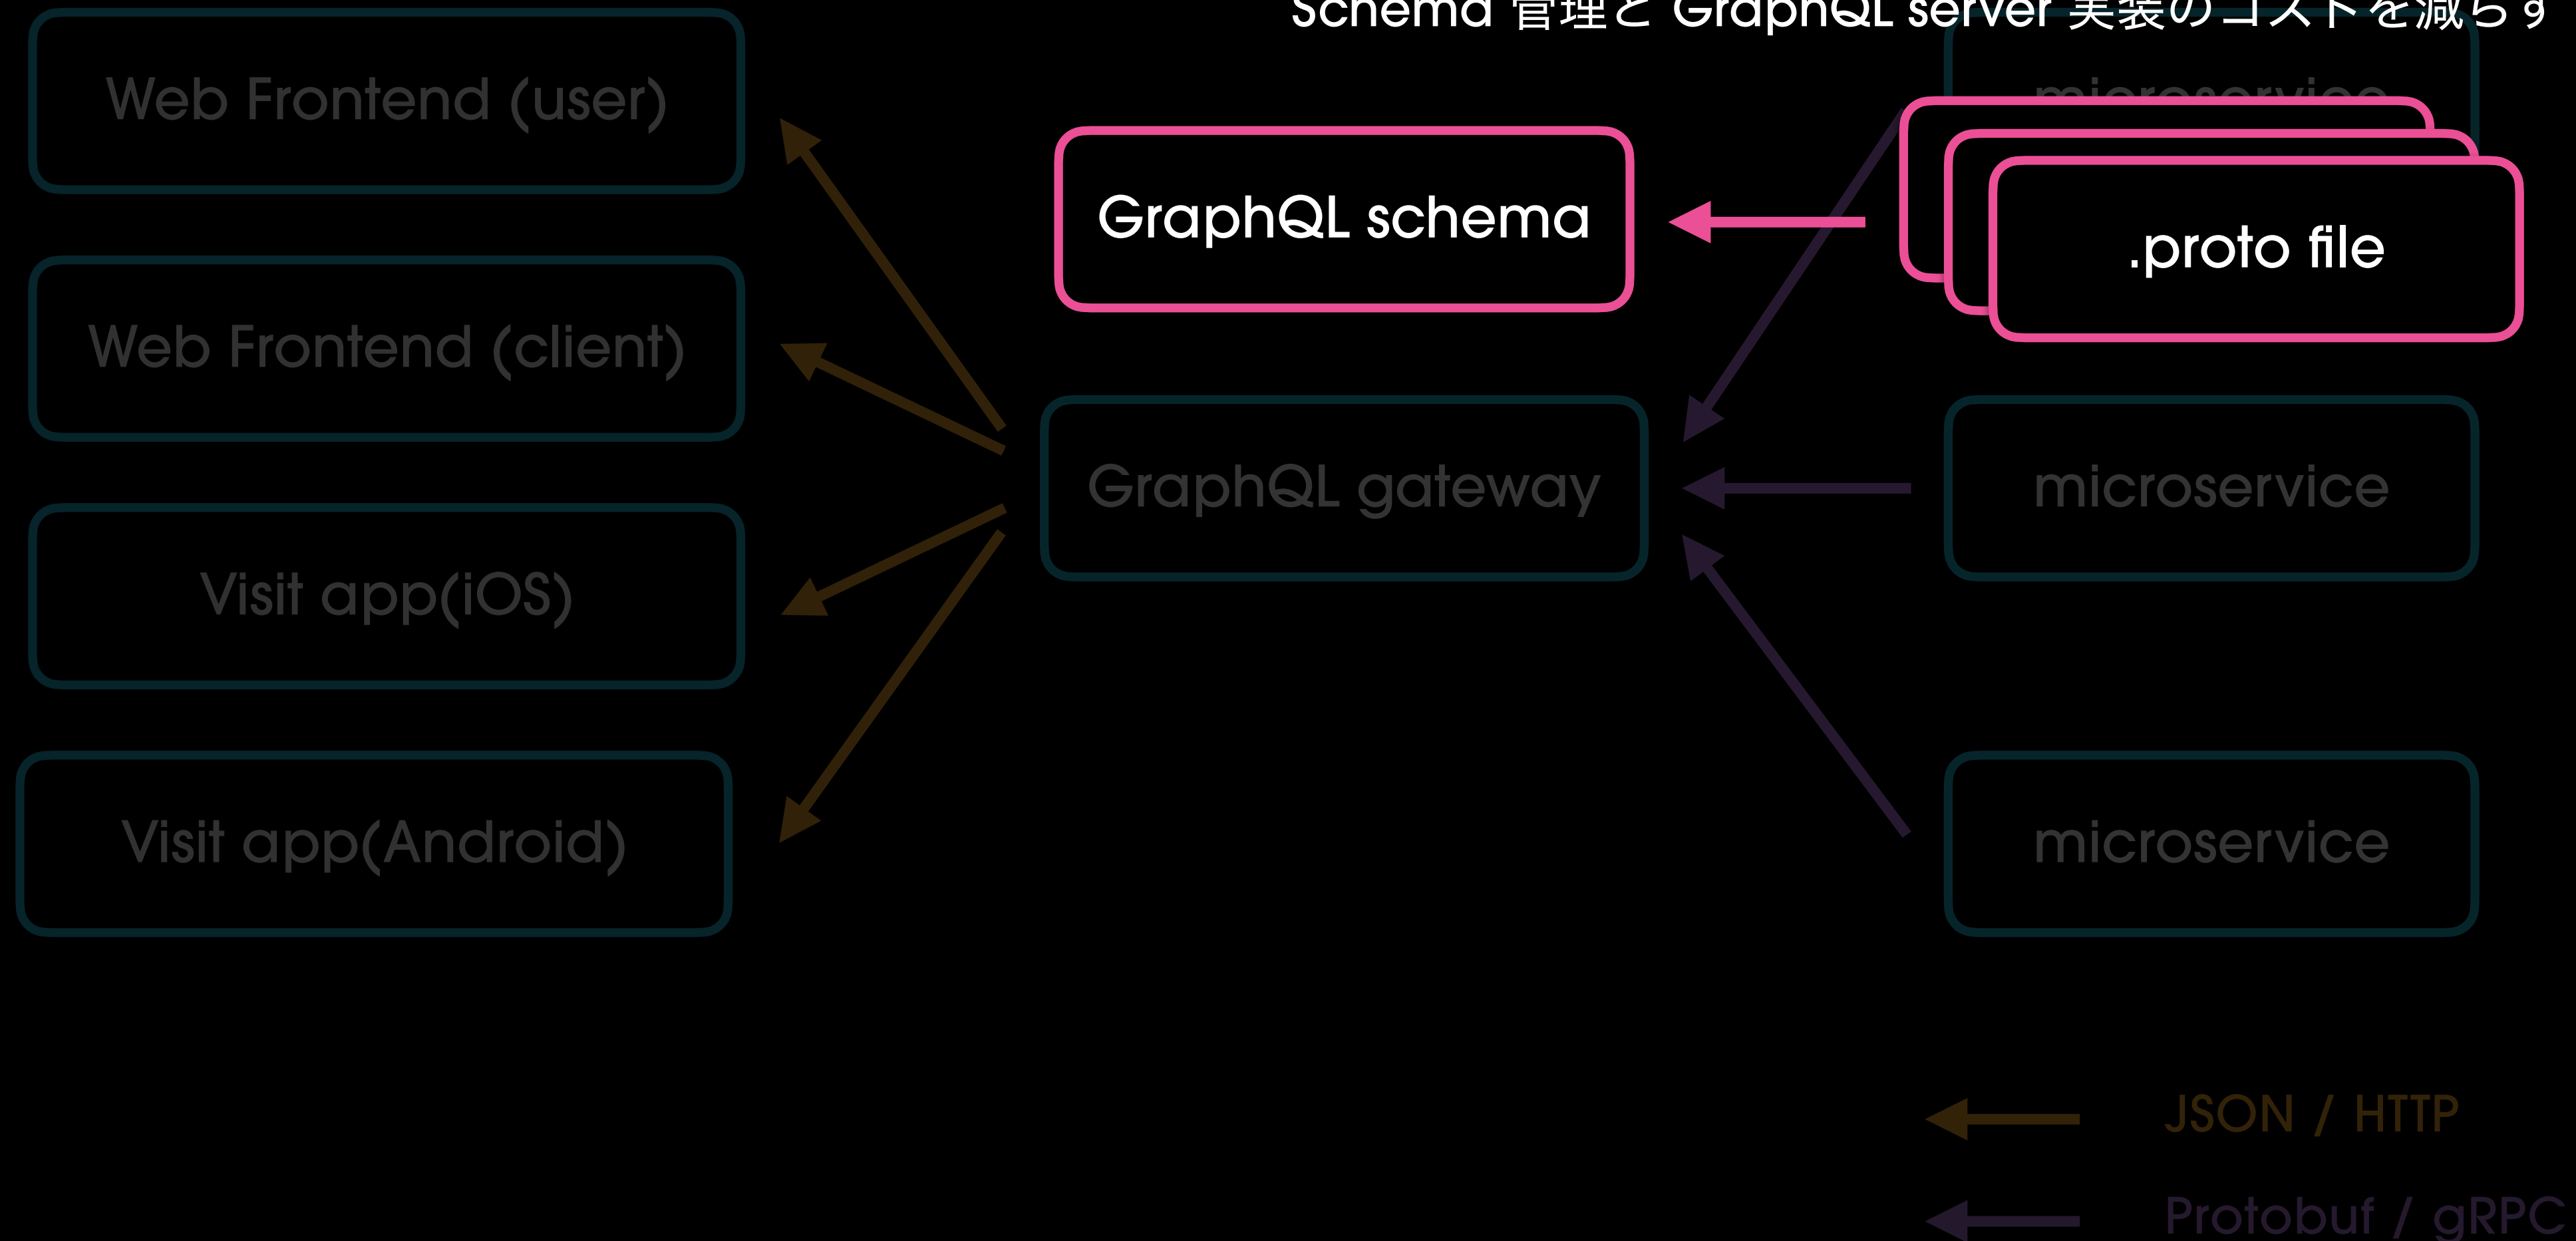 Schema 管理と GraphQL server 実装のコストを減らす
Web Frontend (user)
Web Frontend (client)
Visit app(iOS)
Visit app(Android)
GraphQL schema
GraphQL gateway
microservice
.proto file
microservice
microservice
JSON / HTTP
Protobuf / gRPC